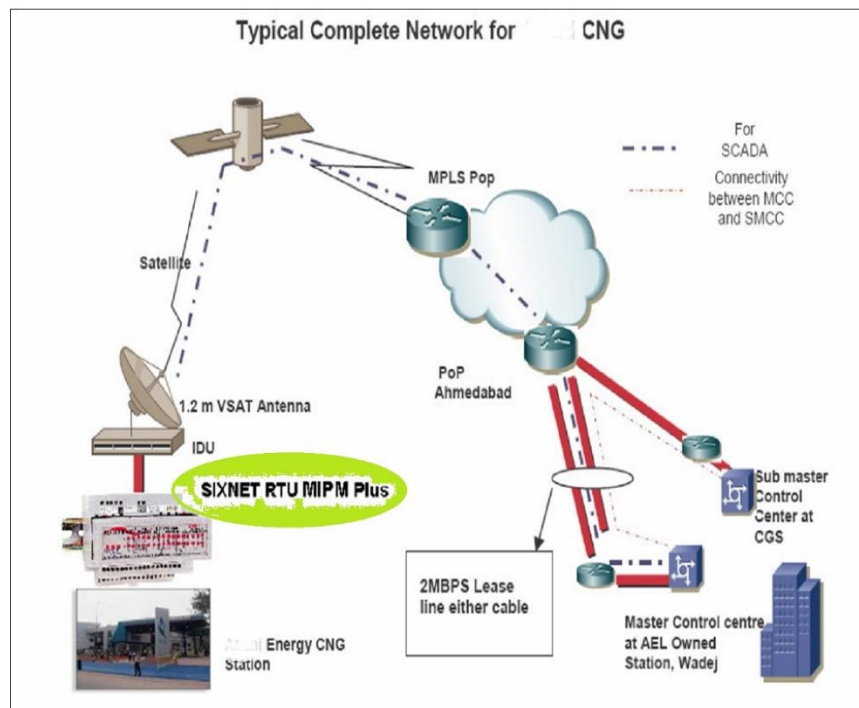 Typical Complete Network for CNG
For
SCADA
Connectivity
between MCC
and SMCC
MPLS Pop
Satellite
PoP
Ahmedabad
1.2 m VSAT Antenna
IDU
SIXNET RTU MIPM Plus
Sub master
Control
Center at
CGS
2MBPS Lease
line either cable
Energy CNG
Station
Master Control centre
at AEL Owned
Station, Wadej